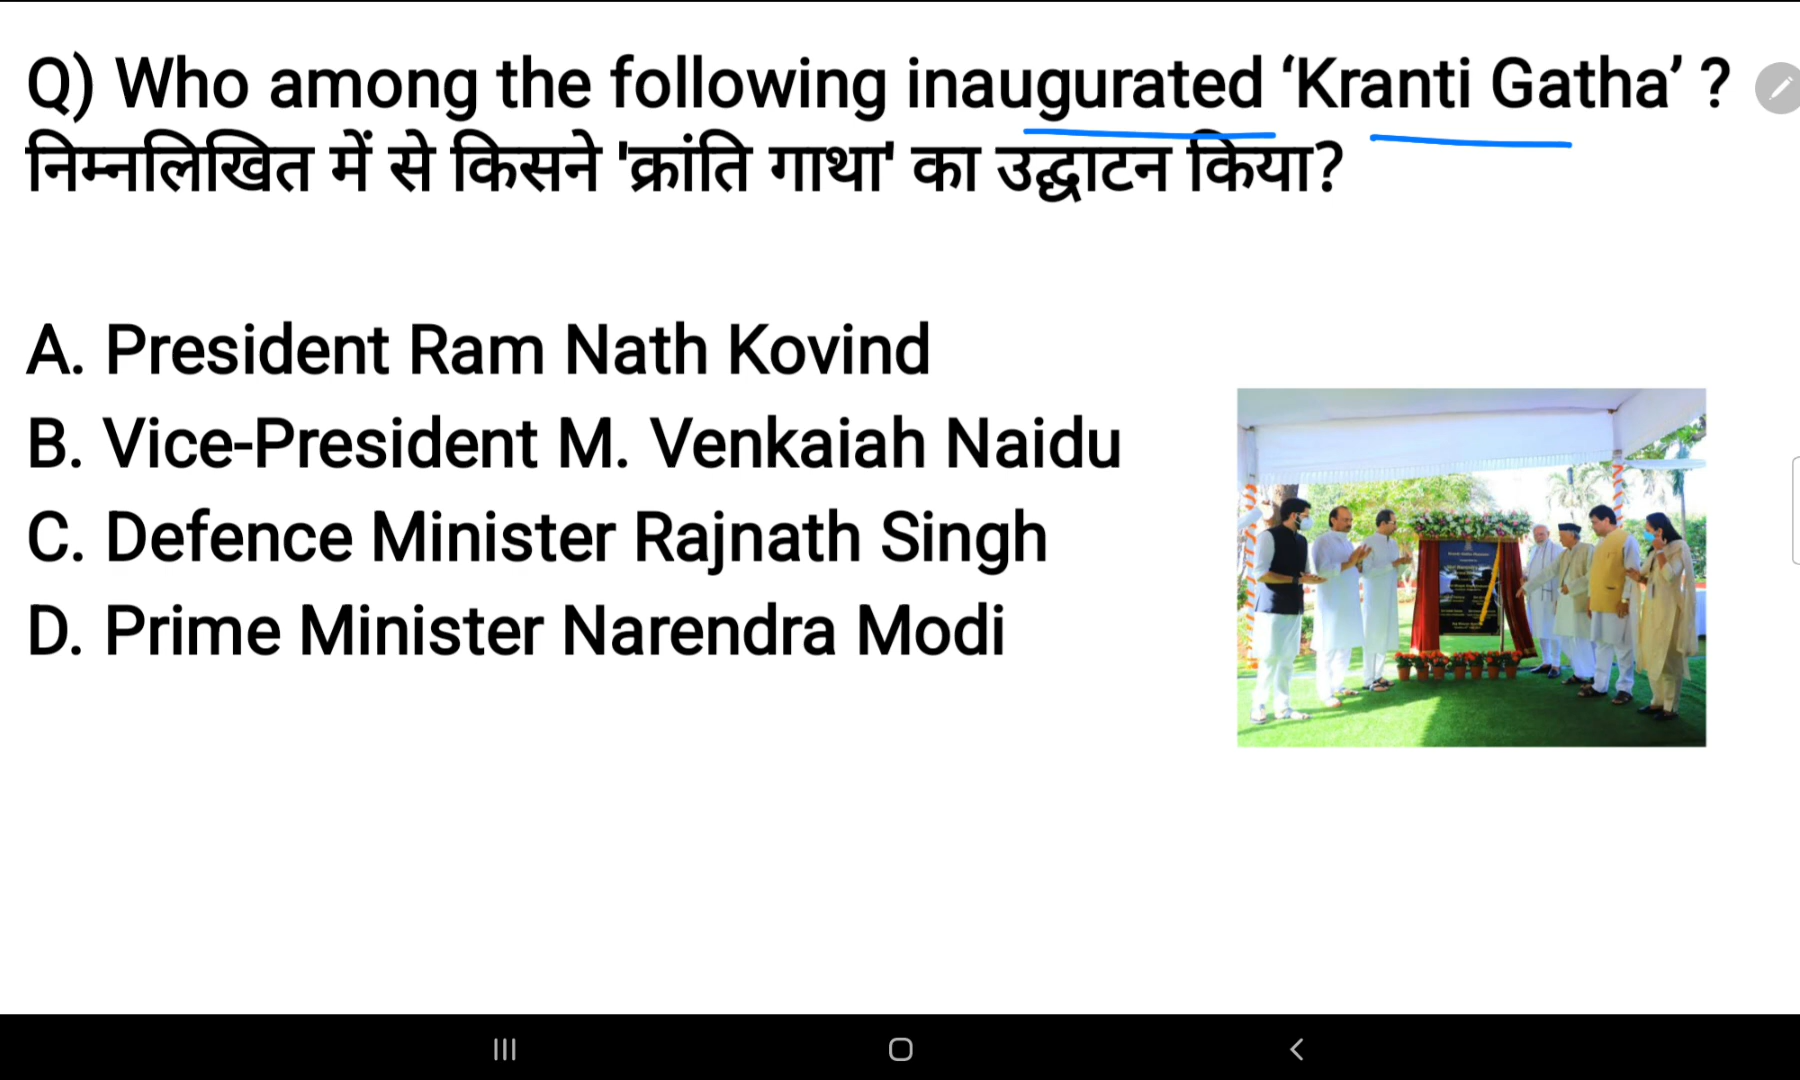 Q) Who among the following inaugurated ‘Kranti Gatha’ ?
निम्नलिखित में से किसने 'क्रांति गाथा' का उद्घाटन किया?
A. President Ram Nath Kovind
B. Vice-President M. Venkaiah Naidu
C. Defence Minister Rajnath Singh
D. Prime Minister Narendra Modi